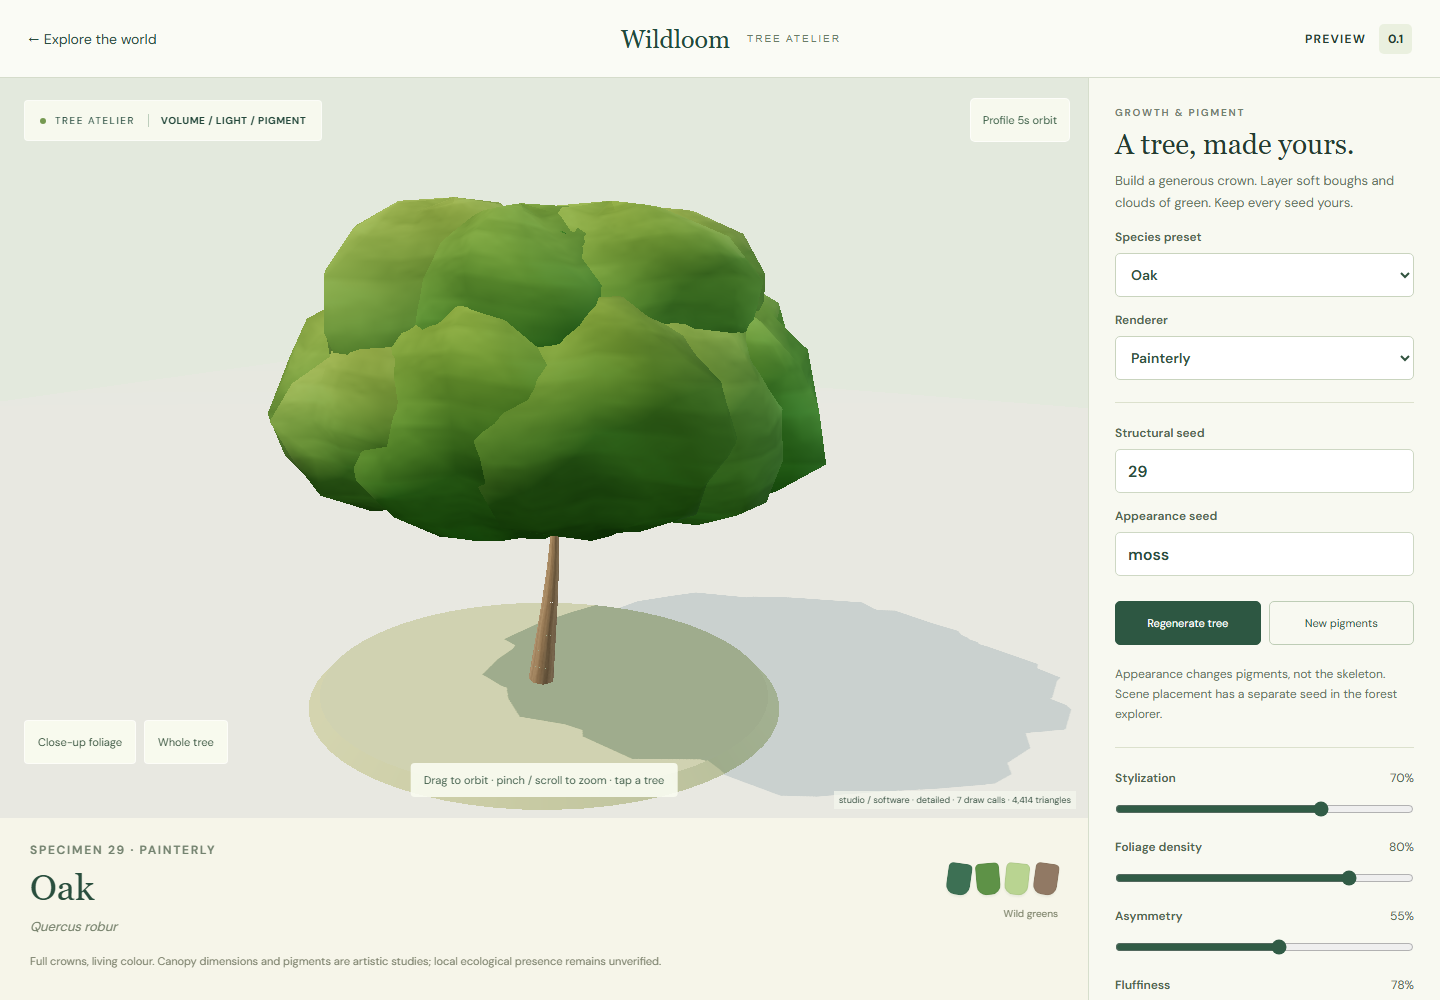 ← Explore the world
Wildloom TREE ATELIER
PREVIEW 0.1
TREE ATELIER VOLUME / LIGHT / PIGMENT
Profile 5s orbit
Close-up foliage
Whole tree
Drag to orbit · pinch / scroll to zoom · tap a tree
studio / software · detailed · 7 draw calls · 4,414 triangles
SPECIMEN 29 · PAINTERLY
Oak
Quercus robur
Full crowns, living colour. Canopy dimensions and pigments are artistic studies; local ecological presence remains unverified.
Wild greens
GROWTH & PIGMENT
A tree, made yours.
Build a generous crown. Layer soft boughs and
clouds of green. Keep every seed yours.
Species preset
Oak
Renderer
Painterly
Structural seed
29
Appearance seed
moss
Regenerate tree
New pigments
Appearance changes pigments, not the skeleton.
Scene placement has a separate seed in the forest
explorer.
Stylization 70%
Foliage density 80%
Asymmetry 55%
Fluffiness 78%